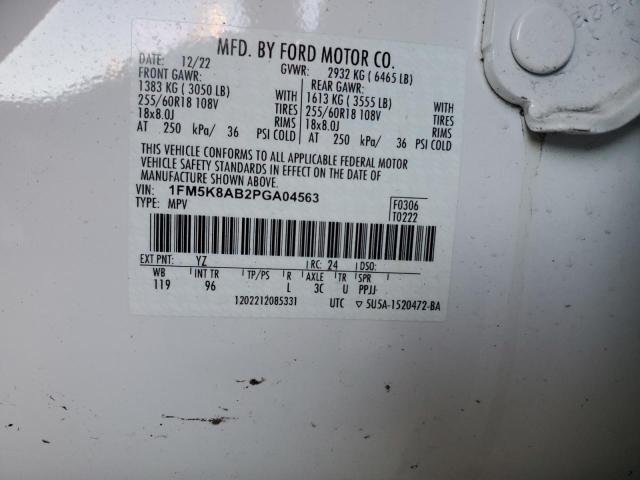 MFD. BY FORD MOTOR CO.
DATE: 12/22 GVWR: 2932 KG ( 6465 LB)
FRONT GAWR: REAR GAWR:
1383 KG ( 3050 LB) WITH 1613 KG ( 3555 LB) WITH
255/60R18 108V TIRES 255/60R18 108V TIRES
18x8.0J RIMS 18x8.0J RIMS
AT 250 kPa/ 36 PSI COLD AT 250 kPa/ 36 PSI COLD
THIS VEHICLE CONFORMS TO ALL APPLICABLE FEDERAL MOTOR
VEHICLE SAFETY STANDARDS IN EFFECT ON THE DATE OF
MANUFACTURE SHOWN ABOVE.
VIN: 1FM5K8AB2PGA04563 F0306
TYPE: MPV T0222
EXT PNT: YZ RC: 24 DSO:
WB INT TR TP/PS R AXLE TR SPR
119 96 L 3C U PPJJ
1202212085331 UTC ▽ 5U5A-1520472-BA